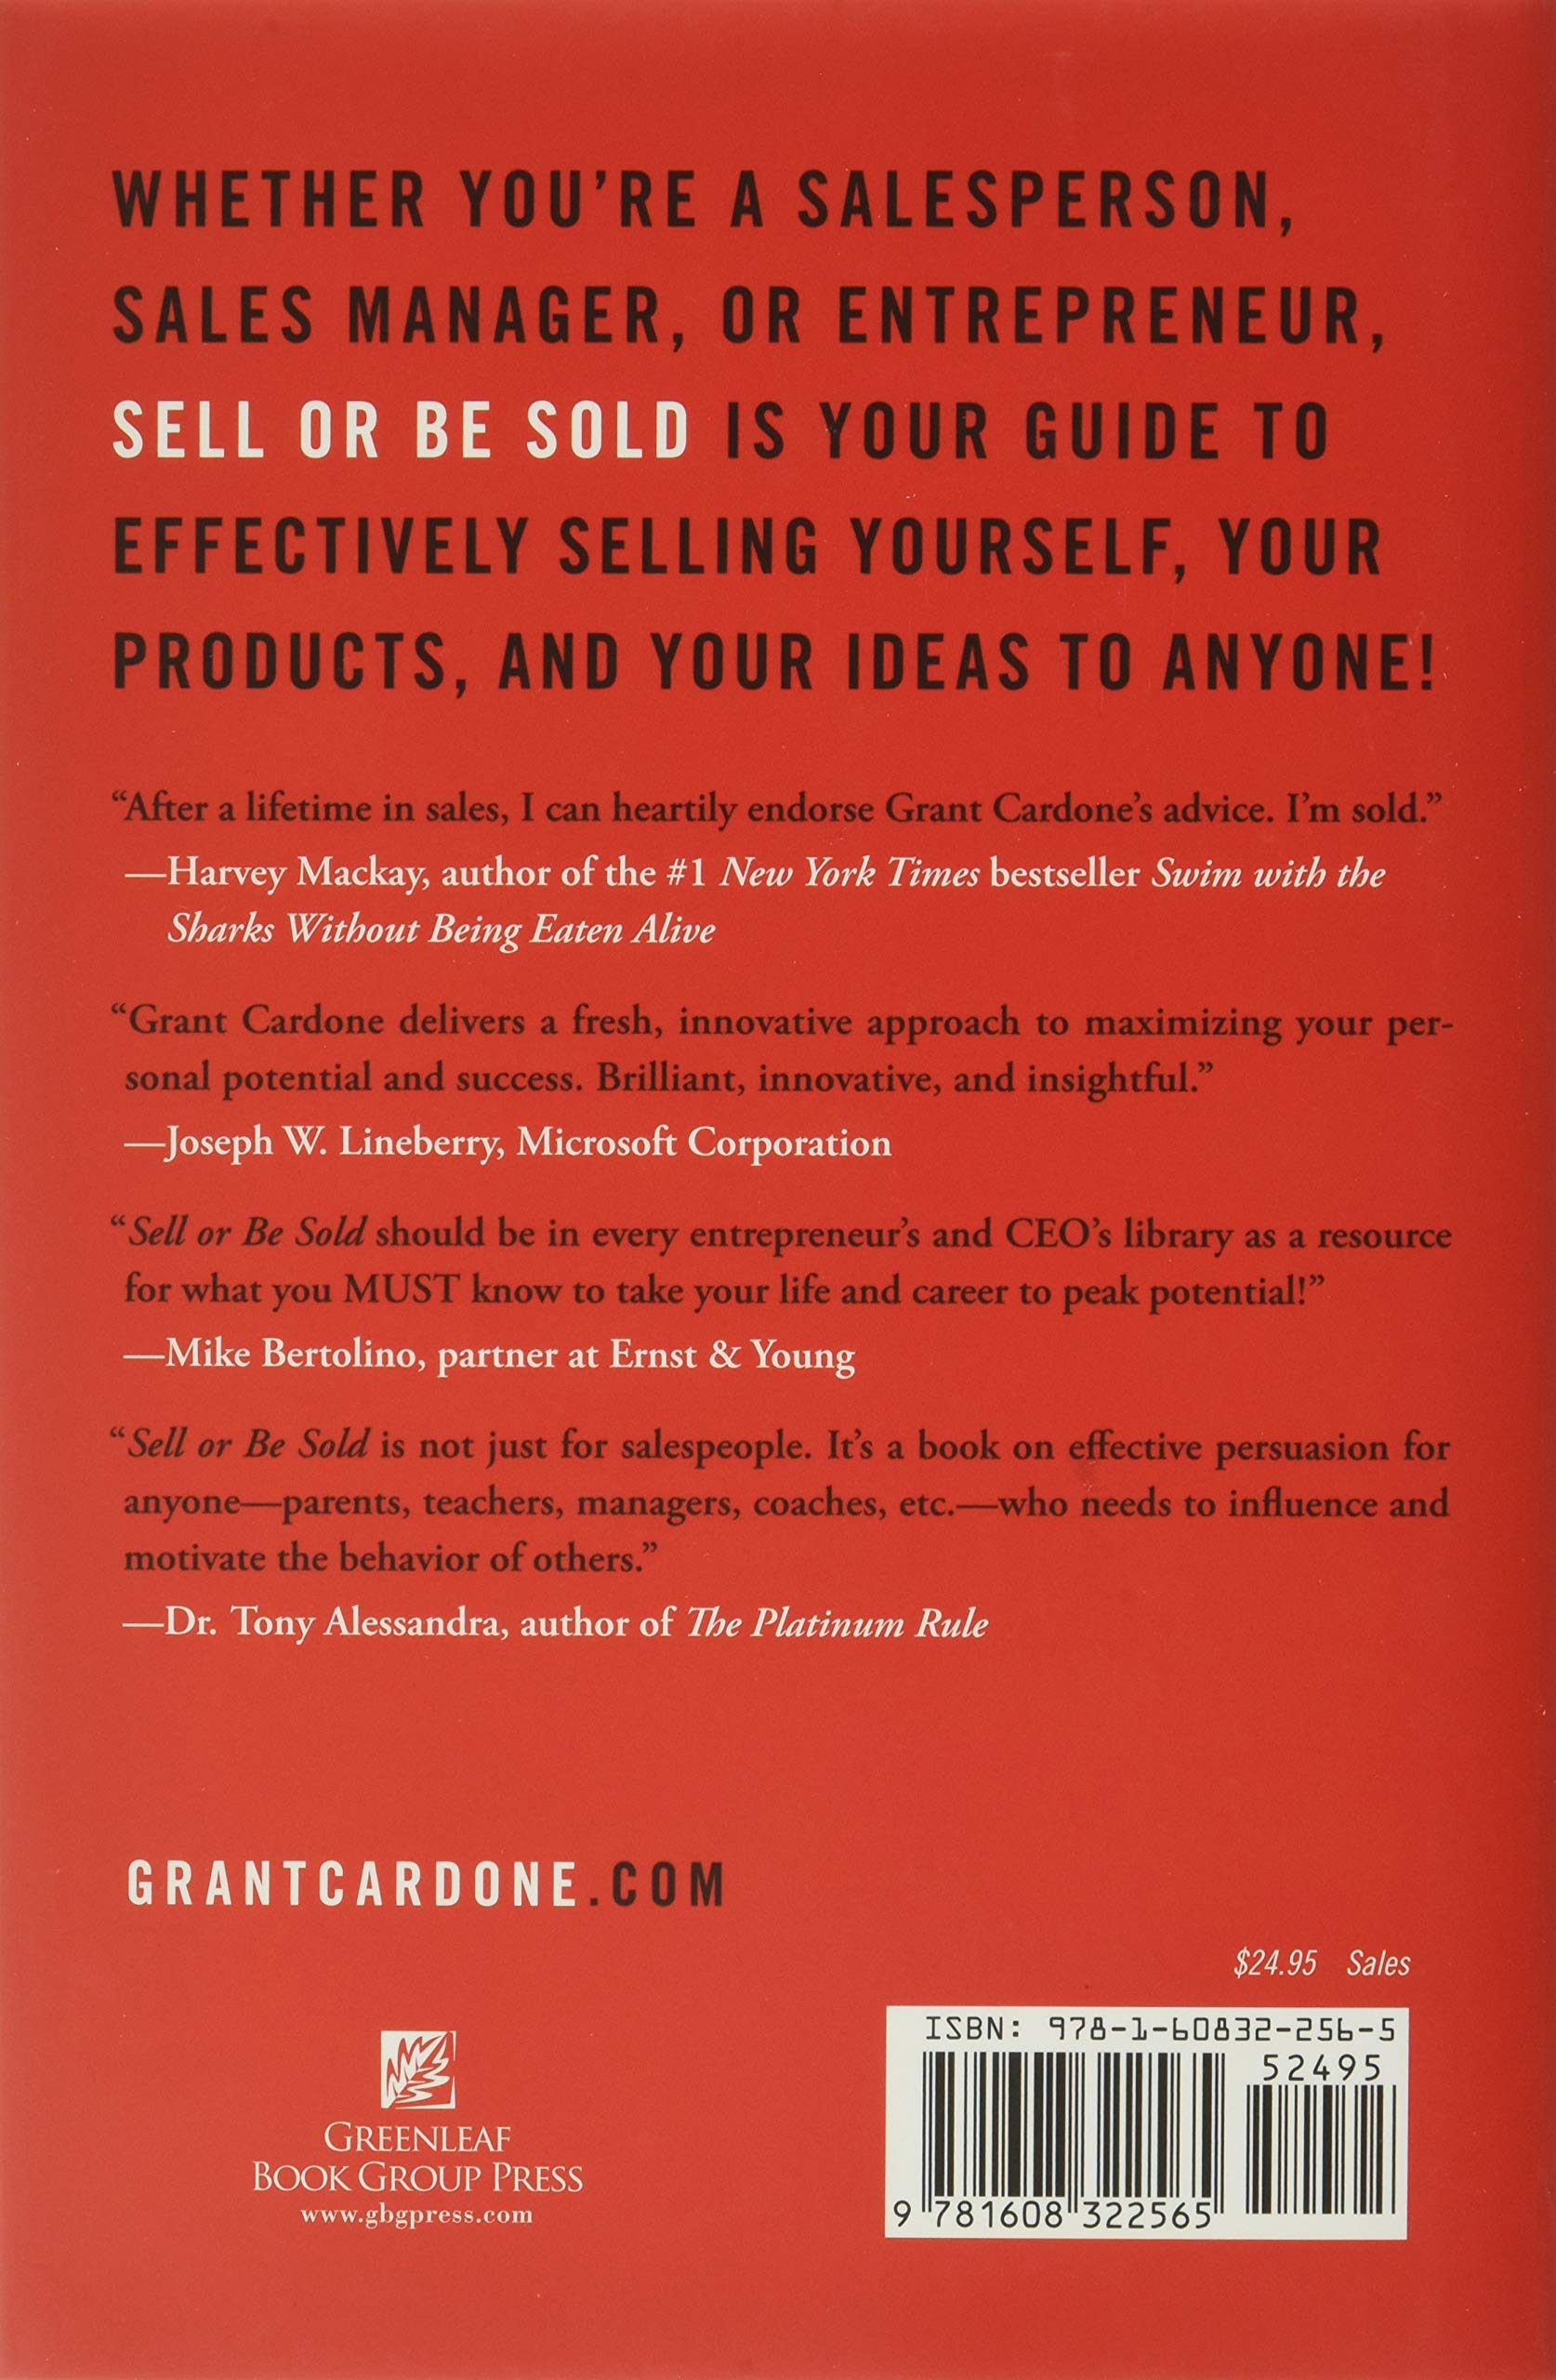 WHETHER YOU'RE A SALESPERSON,
SALES MANAGER, OR ENTREPRENEUR,
SELL OR BE SOLD IS YOUR GUIDE TO
EFFECTIVELY SELLING YOURSELF, YOUR
PRODUCTS, AND YOUR IDEAS TO ANYONE!
“After a lifetime in sales, I can heartily endorse Grant Cardone’s advice. I’m sold.”
—Harvey Mackay, author of the #1 New York Times bestseller Swim with the
Sharks Without Being Eaten Alive
“Grant Cardone delivers a fresh, innovative approach to maximizing your per-
sonal potential and success. Brilliant, innovative, and insightful.”
—Joseph W. Lineberry, Microsoft Corporation
“Sell or Be Sold should be in every entrepreneur’s and CEO’s library as a resource
for what you MUST know to take your life and career to peak potential!”
—Mike Bertolino, partner at Ernst & Young
“Sell or Be Sold is not just for salespeople. It’s a book on effective persuasion for
anyone—parents, teachers, managers, coaches, etc.—who needs to influence and
motivate the behavior of others.”
—Dr. Tony Alessandra, author of The Platinum Rule
GRANTCARDONE.COM
$24.95 Sales
ISBN: 978-1-60832-256-5
52495
9 781608 322565
GREENLEAF
BOOK GROUP PRESS
www.gbgpress.com